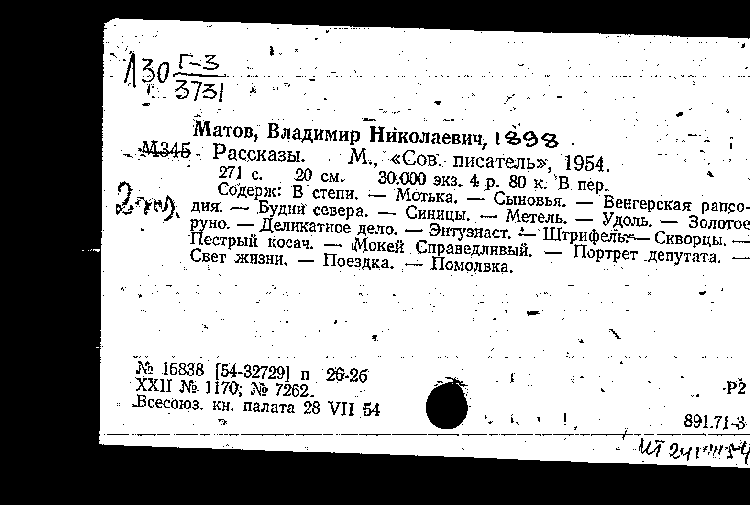 Л30 Г-3
3731
Матов, Владимир Николаевич, 1898
М345 Рассказы. М., «Сов. писатель», 1954.
271 с. 20 см. 30.000 экз. 4 р. 80 к. В пер.
Содерж: В степи. — Мотька. — Сыновья. — Венгерская рапсо-
дия. — Будни севера. — Синицы. — Метель. — Удоль. — Золотое
руно. — Деликатное дело. — Энтузиаст. — Штрифель — Скворцы. —
Пестрый косач. — Мокей Справедливый. — Портрет депутата. —
Свет жизни. — Поездка. — Помолвка.
№ 15838 [54-32729] п 26-26
XXII № 1170; № 7262.
Всесоюз. кн. палата 28 VII 54
Р2
891.71-3